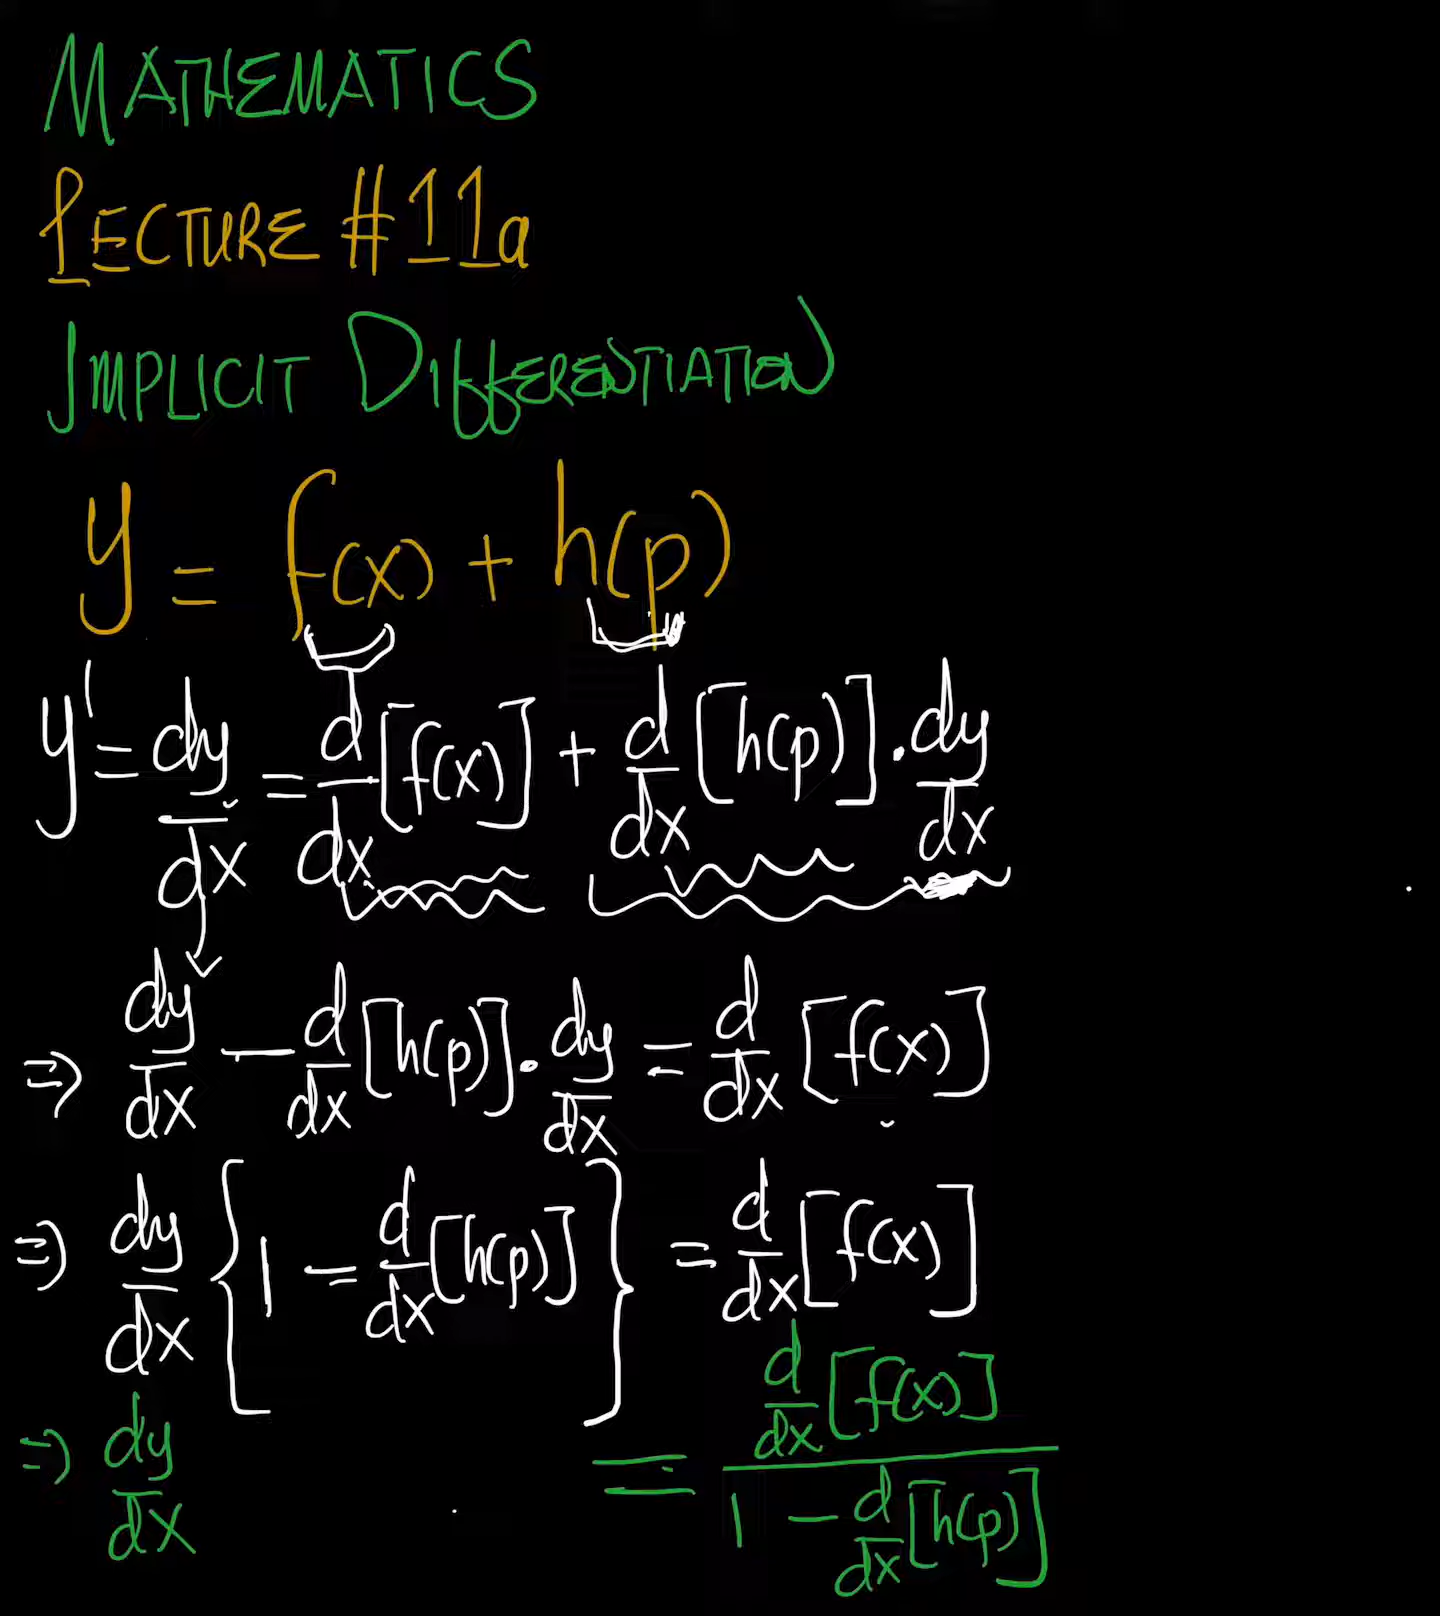 MATHEMATICS
LECTURE #11a
IMPLICIT DIFFERENTIATION
y = f(x) + h(p)
y' = dy/dx = d/dx [f(x)] + d/dx [h(p)] · dy/dx
⇒ dy/dx − d/dx [h(p)] · dy/dx = d/dx [f(x)]
⇒ dy/dx { 1 − d/dx [h(p)] } = d/dx [f(x)]
⇒ dy/dx = d/dx [f(x)] / 1 − d/dx [h(p)]